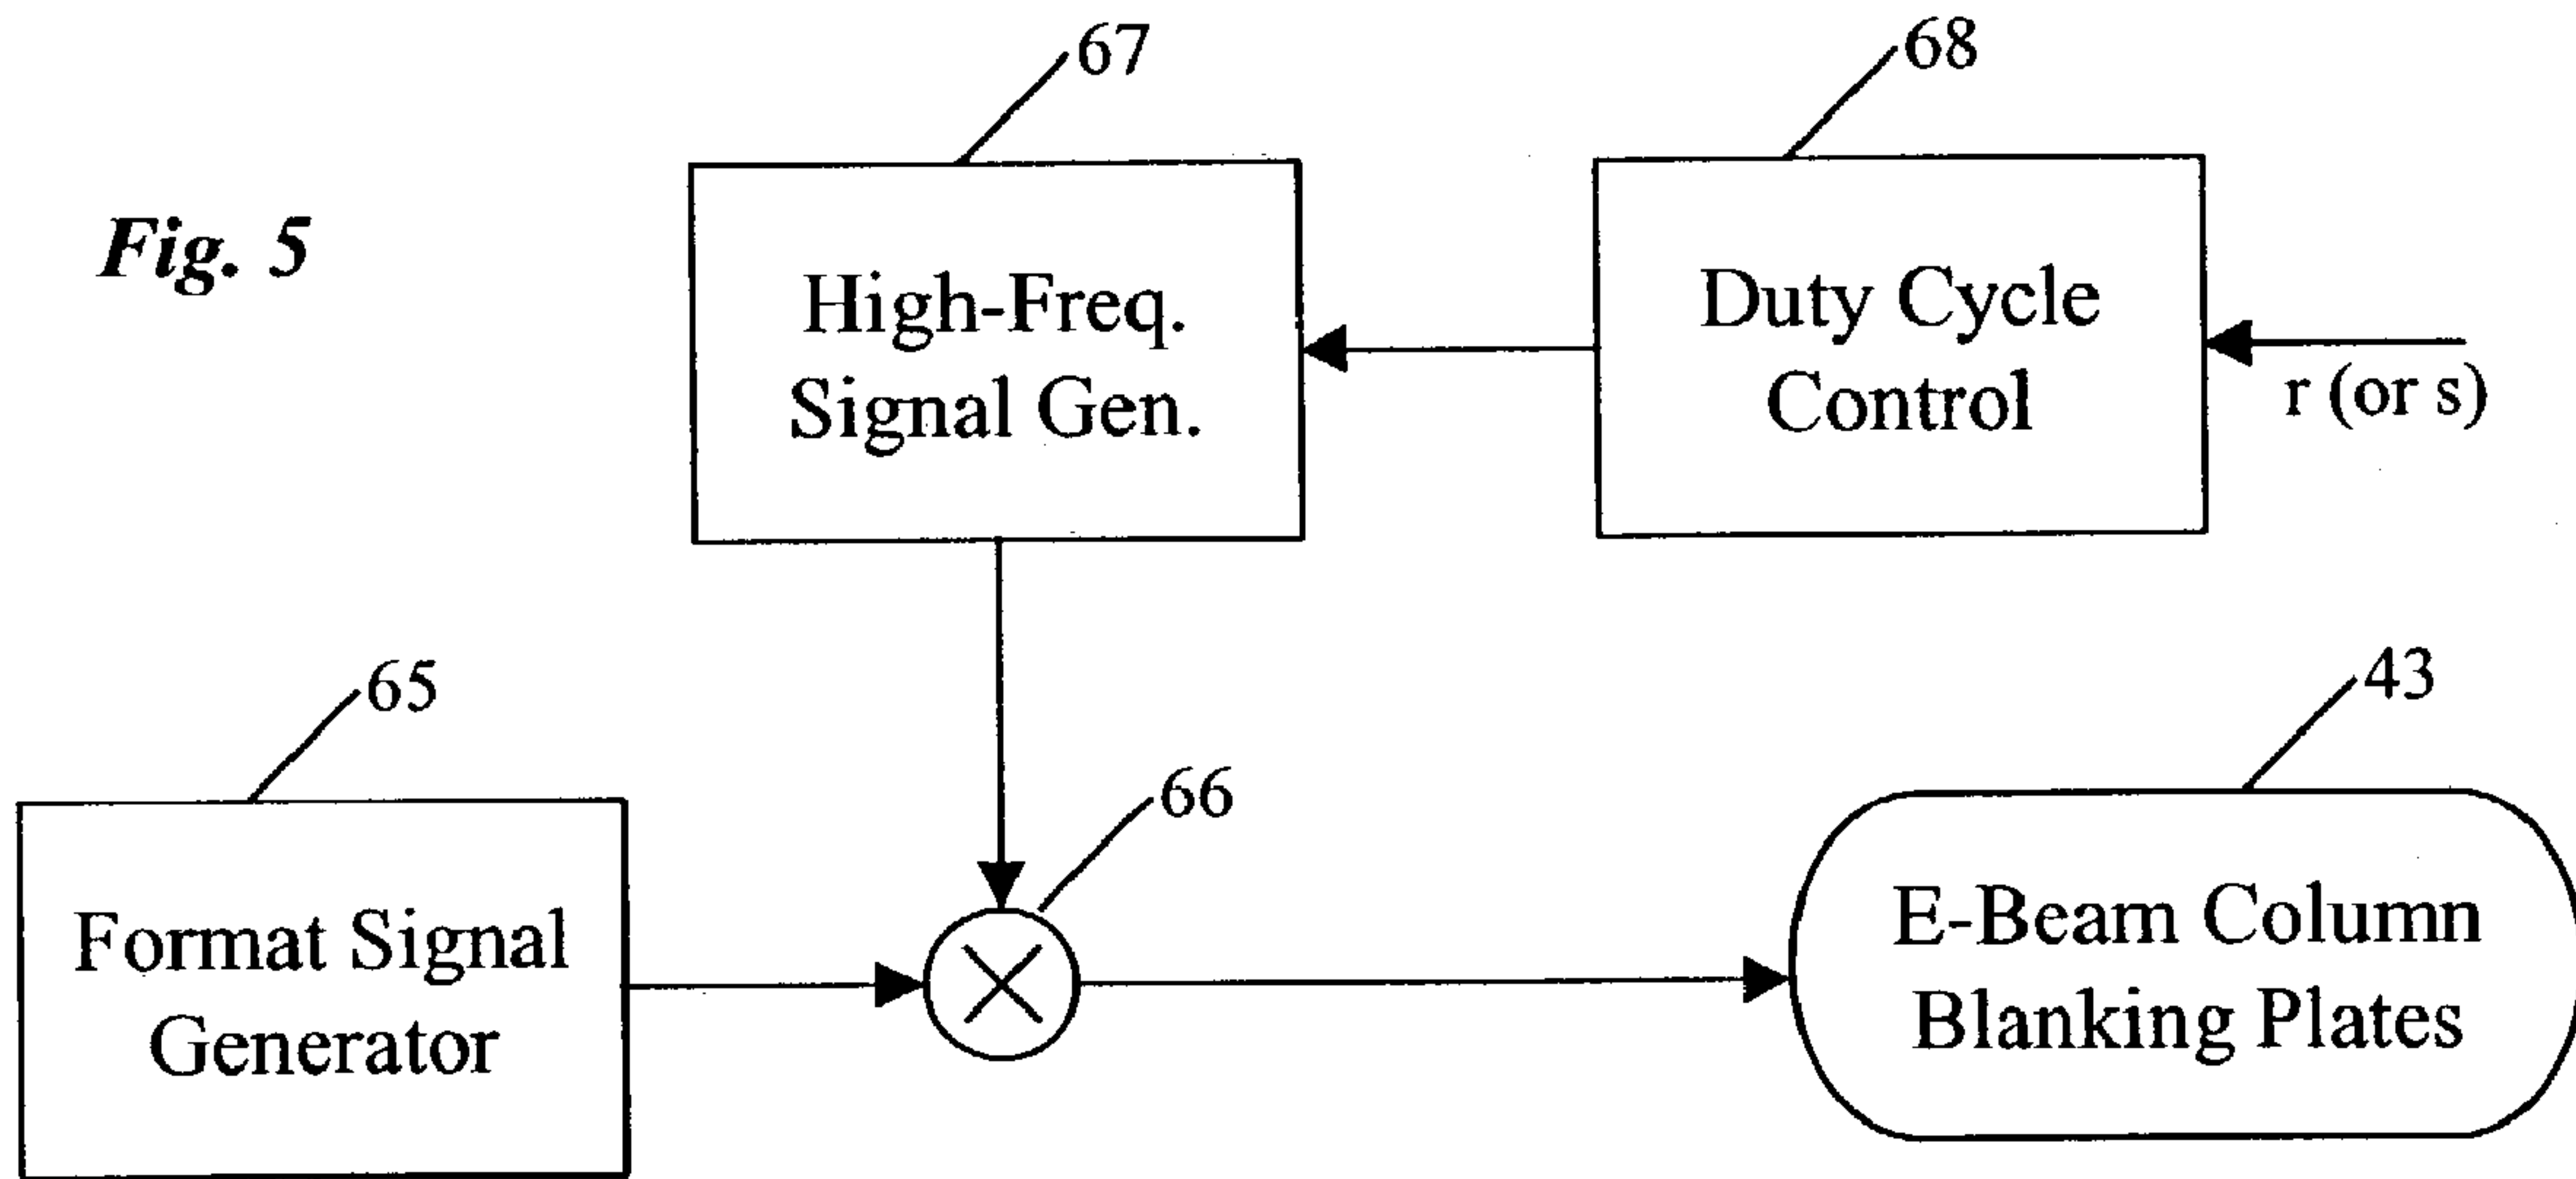 Fig. 5
67
68
High-Freq.
Signal Gen.
Duty Cycle
Control
r (or s)
65
66
43
Format Signal
Generator
E-Beam Column
Blanking Plates